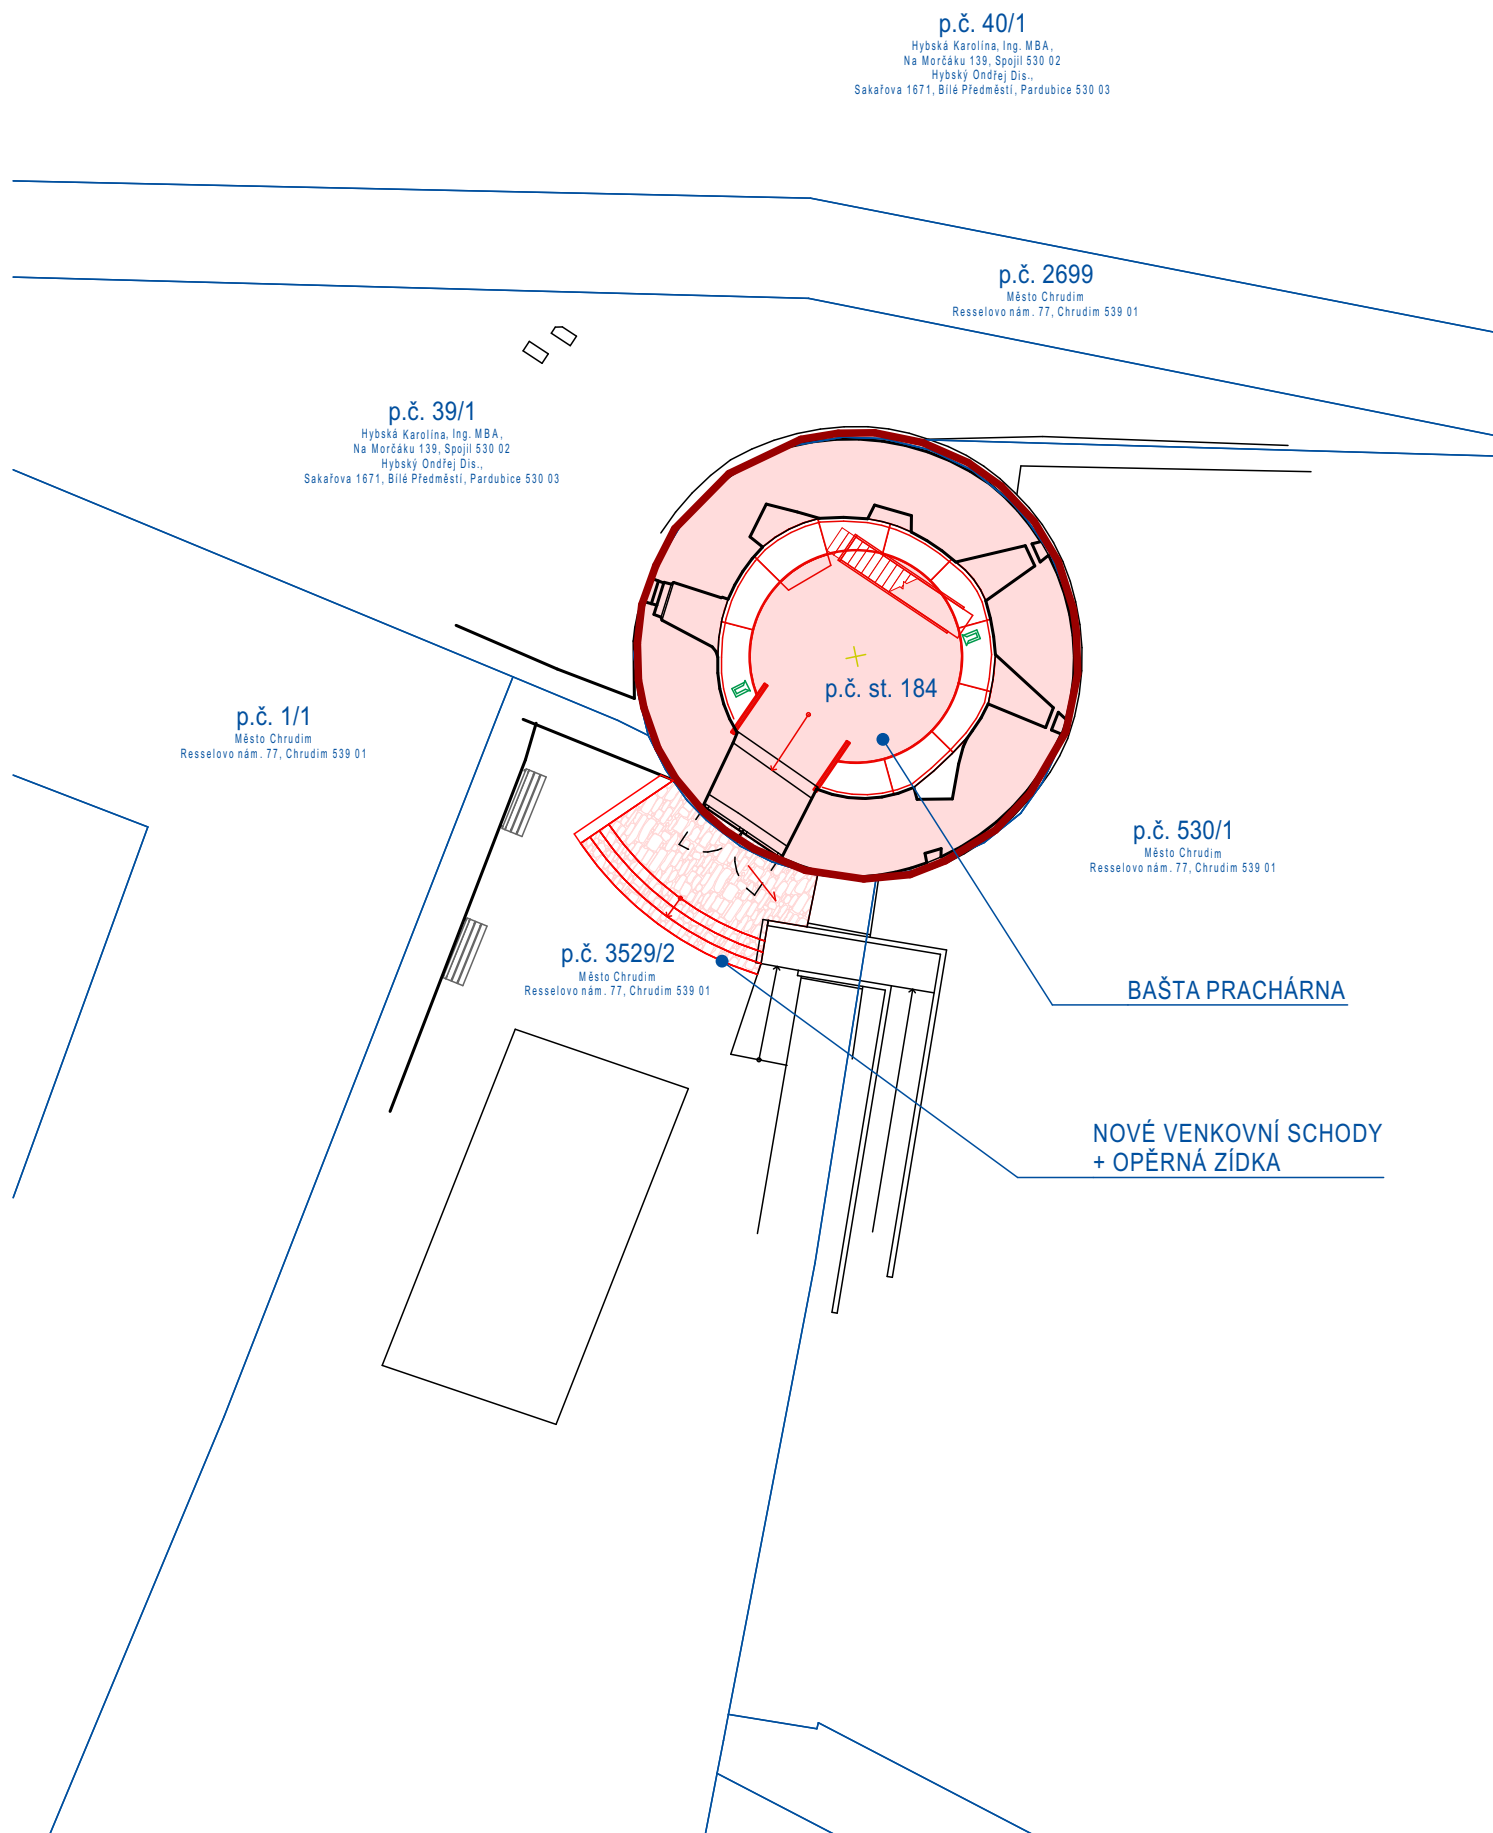 p.č. 40/1
Hybská Karolína, Ing. MBA,
Na Morčáku 139, Spojil 530 02
Hybský Ondřej Dis.,
Sakařova 1671, Bílé Předměstí, Pardubice 530 03
p.č. 2699
Město Chrudim
Resselovo nám. 77, Chrudim 539 01
p.č. 39/1
Hybská Karolína, Ing. MBA,
Na Morčáku 139, Spojil 530 02
Hybský Ondřej Dis.,
Sakařova 1671, Bílé Předměstí, Pardubice 530 03
p.č. st. 184
p.č. 1/1
Město Chrudim
Resselovo nám. 77, Chrudim 539 01
p.č. 530/1
Město Chrudim
Resselovo nám. 77, Chrudim 539 01
p.č. 3529/2
Město Chrudim
Resselovo nám. 77, Chrudim 539 01
BAŠTA PRACHÁRNA
NOVÉ VENKOVNÍ SCHODY
+ OPĚRNÁ ZÍDKA